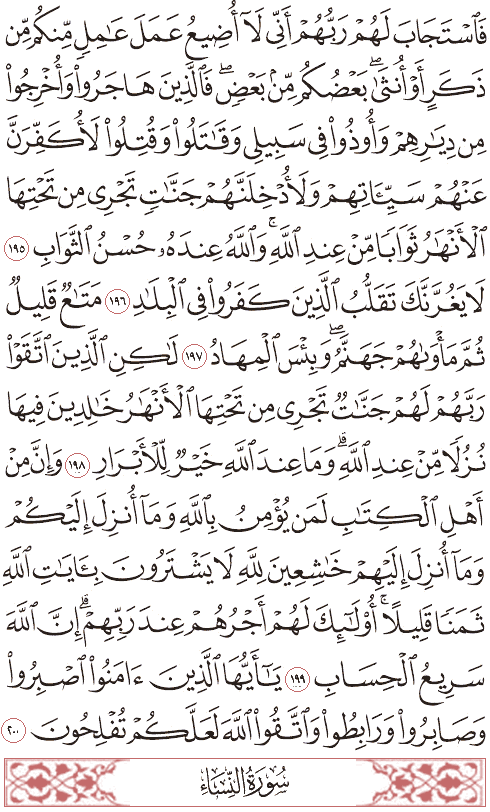 فَٱسْتَجَابَ لَهُمْ رَبُّهُمْ أَنِّى لَآ أُضِيعُ عَمَلَ عَٰمِلٍ مِّنكُم مِّن
ذَكَرٍ أَوْ أُنثَىٰ ۖ بَعْضُكُم مِّنۢ بَعْضٍ ۖ فَٱلَّذِينَ هَاجَرُوا۟ وَأُخْرِجُوا۟
مِن دِيَٰرِهِمْ وَأُوذُوا۟ فِى سَبِيلِى وَقَٰتَلُوا۟ وَقُتِلُوا۟ لَأُكَفِّرَنَّ
عَنْهُمْ سَيِّـَٔاتِهِمْ وَلَأُدْخِلَنَّهُمْ جَنَّٰتٍ تَجْرِى مِن تَحْتِهَا
ٱلْأَنْهَٰرُ ثَوَابًا مِّنْ عِندِ ٱللَّهِ ۗ وَٱللَّهُ عِندَهُۥ حُسْنُ ٱلثَّوَابِ ١٩٥
لَا يَغُرَّنَّكَ تَقَلُّبُ ٱلَّذِينَ كَفَرُوا۟ فِى ٱلْبِلَٰدِ ١٩٦ مَتَٰعٌ قَلِيلٌ
ثُمَّ مَأْوَىٰهُمْ جَهَنَّمُ ۚ وَبِئْسَ ٱلْمِهَادُ ١٩٧ لَٰكِنِ ٱلَّذِينَ ٱتَّقَوْا۟
رَبَّهُمْ لَهُمْ جَنَّٰتٌ تَجْرِى مِن تَحْتِهَا ٱلْأَنْهَٰرُ خَٰلِدِينَ فِيهَا
نُزُلًا مِّنْ عِندِ ٱللَّهِ ۗ وَمَا عِندَ ٱللَّهِ خَيْرٌ لِّلْأَبْرَارِ ١٩٨ وَإِنَّ مِنْ
أَهْلِ ٱلْكِتَٰبِ لَمَن يُؤْمِنُ بِٱللَّهِ وَمَآ أُنزِلَ إِلَيْكُمْ
وَمَآ أُنزِلَ إِلَيْهِمْ خَٰشِعِينَ لِلَّهِ لَا يَشْتَرُونَ بِـَٔايَٰتِ ٱللَّهِ
ثَمَنًا قَلِيلًا ۗ أُو۟لَٰٓئِكَ لَهُمْ أَجْرُهُمْ عِندَ رَبِّهِمْ ۗ إِنَّ ٱللَّهَ
سَرِيعُ ٱلْحِسَابِ ١٩٩ يَٰٓأَيُّهَا ٱلَّذِينَ ءَامَنُوا۟ ٱصْبِرُوا۟
وَصَابِرُوا۟ وَرَابِطُوا۟ وَٱتَّقُوا۟ ٱللَّهَ لَعَلَّكُمْ تُفْلِحُونَ ٢٠٠
سُورَةُ النِّسَاءِ